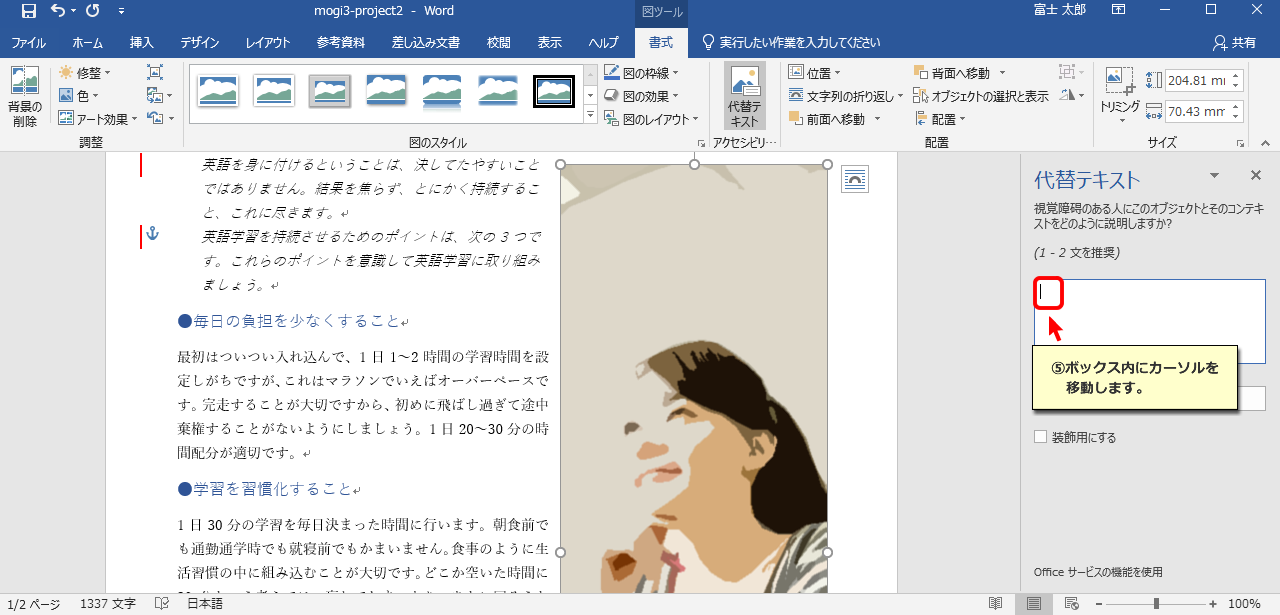 mogi3-project2 - Word
図ツール
富士 太郎
ファイル ホーム 挿入 デザイン レイアウト 参考資料 差し込み文書 校閲 表示 ヘルプ 書式 実行したい作業を入力してください 共有
背景の
削除
修整
色
アート効果
調整
図のスタイル
図の枠線
図の効果
図のレイアウト
代替テ
キスト
アクセシビリ…
位置
文字列の折り返し
前面へ移動
背面へ移動
オブジェクトの選択と表示
配置
配置
トリミング
204.81 mm
70.43 mm
サイズ
英語を身に付けるということは、決してたやすいこと
ではありません。結果を焦らず、とにかく持続するこ
と、これに尽きます。
英語学習を持続させるためのポイントは、次の 3 つで
す。これらのポイントを意識して英語学習に取り組み
ましょう。
●毎日の負担を少なくすること
最初はついつい入れ込んで、1 日 1～2 時間の学習時間を設
定しがちですが、これはマラソンでいえばオーバーペースで
す。完走することが大切ですから、初めに飛ばし過ぎて途中
棄権することがないようにしましょう。1 日 20～30 分の時
間配分が適切です。
●学習を習慣化すること
1 日 30 分の学習を毎日決まった時間に行います。朝食前で
も通勤通学時でも就寝前でもかまいません。食事のように生
活習慣の中に組み込むことが大切です。どこか空いた時間に
代替テキスト
視覚障碍のある人にこのオブジェクトとそのコンテキ
ストをどのように説明しますか?
(1 - 2 文を推奨)
⑤ボックス内にカーソルを
移動します。
装飾用にする
Office サービスの機能を使用
1/2 ページ 1337 文字 日本語
100%